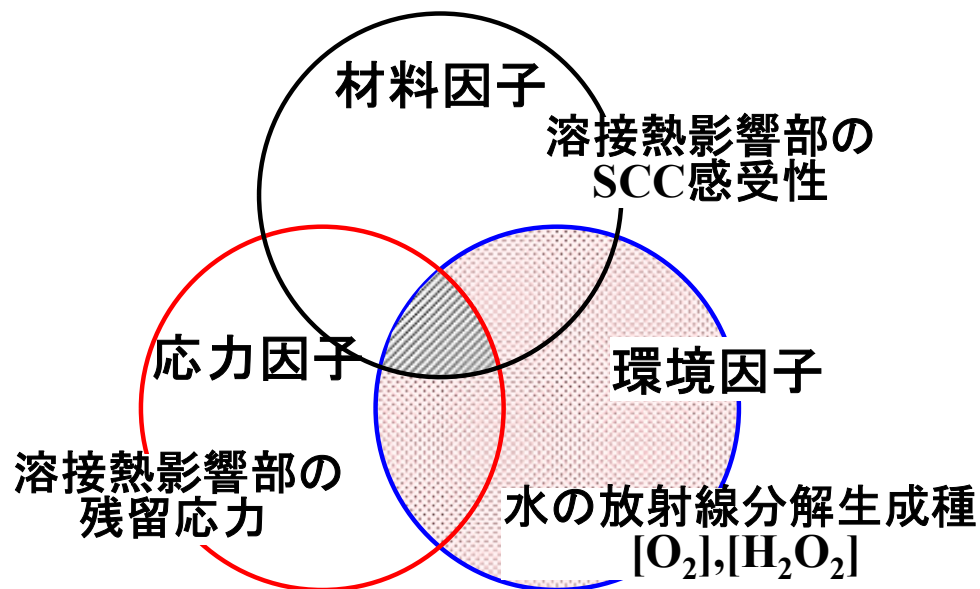 材料因子
溶接熱影響部の
SCC感受性
応力因子
環境因子
溶接熱影響部の
残留応力
水の放射線分解生成種
[O₂],[H₂O₂]